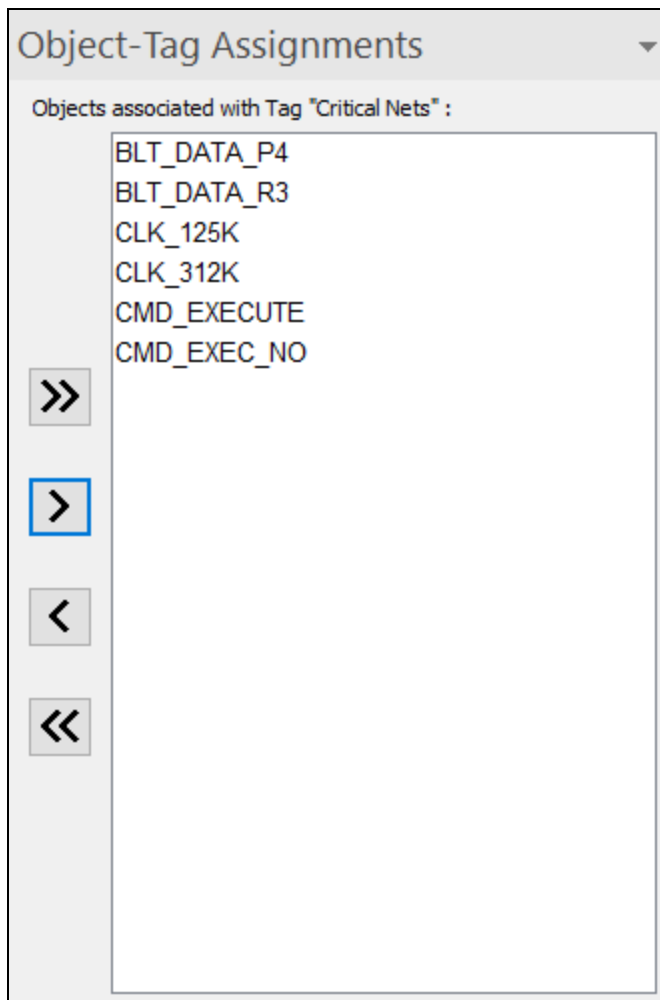 Object-Tag Assignments
Objects associated with Tag "Critical Nets" :
BLT_DATA_P4
BLT_DATA_R3
CLK_125K
CLK_312K
CMD_EXECUTE
CMD_EXEC_NO